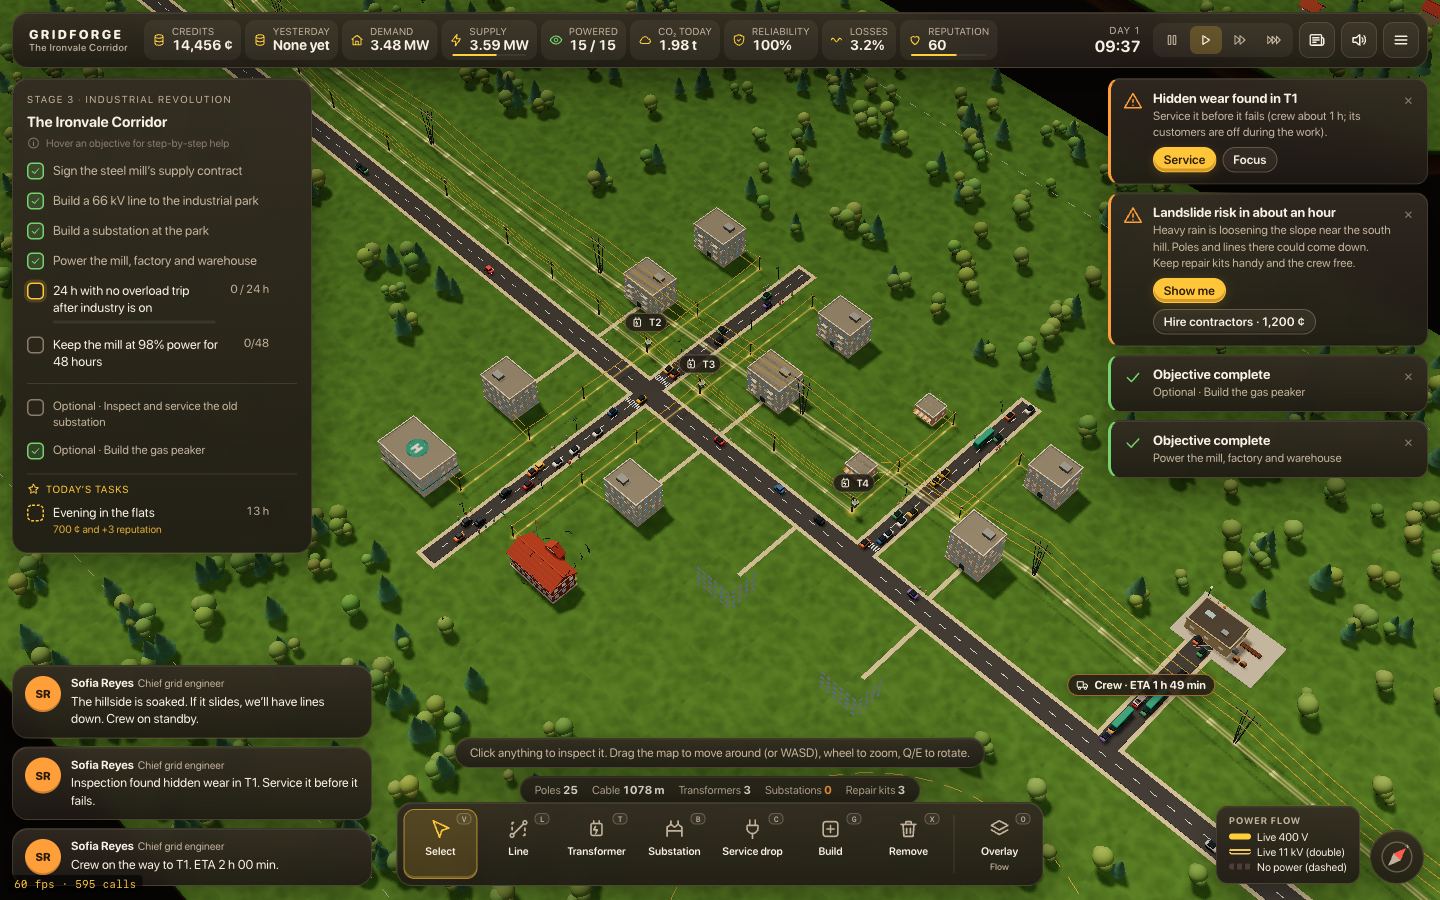 GRIDFORGE
The Ironvale Corridor
CREDITS
14,456 ¢
YESTERDAY
None yet
DEMAND
3.48 MW
SUPPLY
3.59 MW
POWERED
15 / 15
CO₂ TODAY
1.98 t
RELIABILITY
100%
LOSSES
3.2%
REPUTATION
60
DAY 1
09:37
STAGE 3 · INDUSTRIAL REVOLUTION
The Ironvale Corridor
Hover an objective for step-by-step help
Sign the steel mill's supply contract
Build a 66 kV line to the industrial park
Build a substation at the park
Power the mill, factory and warehouse
24 h with no overload trip 0 / 24 h
after industry is on
Keep the mill at 98% power for 0/48
48 hours
Optional · Inspect and service the old
substation
Optional · Build the gas peaker
TODAY'S TASKS
Evening in the flats 13 h
700 ¢ and +3 reputation
Hidden wear found in T1
Service it before it fails (crew about 1 h; its
customers are off during the work).
Service
Focus
Landslide risk in about an hour
Heavy rain is loosening the slope near the south
hill. Poles and lines there could come down.
Keep repair kits handy and the crew free.
Show me
Hire contractors · 1,200 ¢
Objective complete
Optional · Build the gas peaker
Objective complete
Power the mill, factory and warehouse
T2
T3
T4
H
Crew · ETA 1 h 49 min
SR
Sofia Reyes Chief grid engineer
The hillside is soaked. If it slides, we'll have lines
down. Crew on standby.
SR
Sofia Reyes Chief grid engineer
Inspection found hidden wear in T1. Service it before it
fails.
SR
Sofia Reyes Chief grid engineer
Crew on the way to T1. ETA 2 h 00 min.
60 fps · 595 calls
Click anything to inspect it. Drag the map to move around (or WASD), wheel to zoom, Q/E to rotate.
Poles 25 Cable 1078 m Transformers 3 Substations 0 Repair kits 3
V
Select
L
Line
T
Transformer
B
Substation
C
Service drop
G
Build
X
Remove
O
Overlay
Flow
POWER FLOW
Live 400 V
Live 11 kV (double)
No power (dashed)